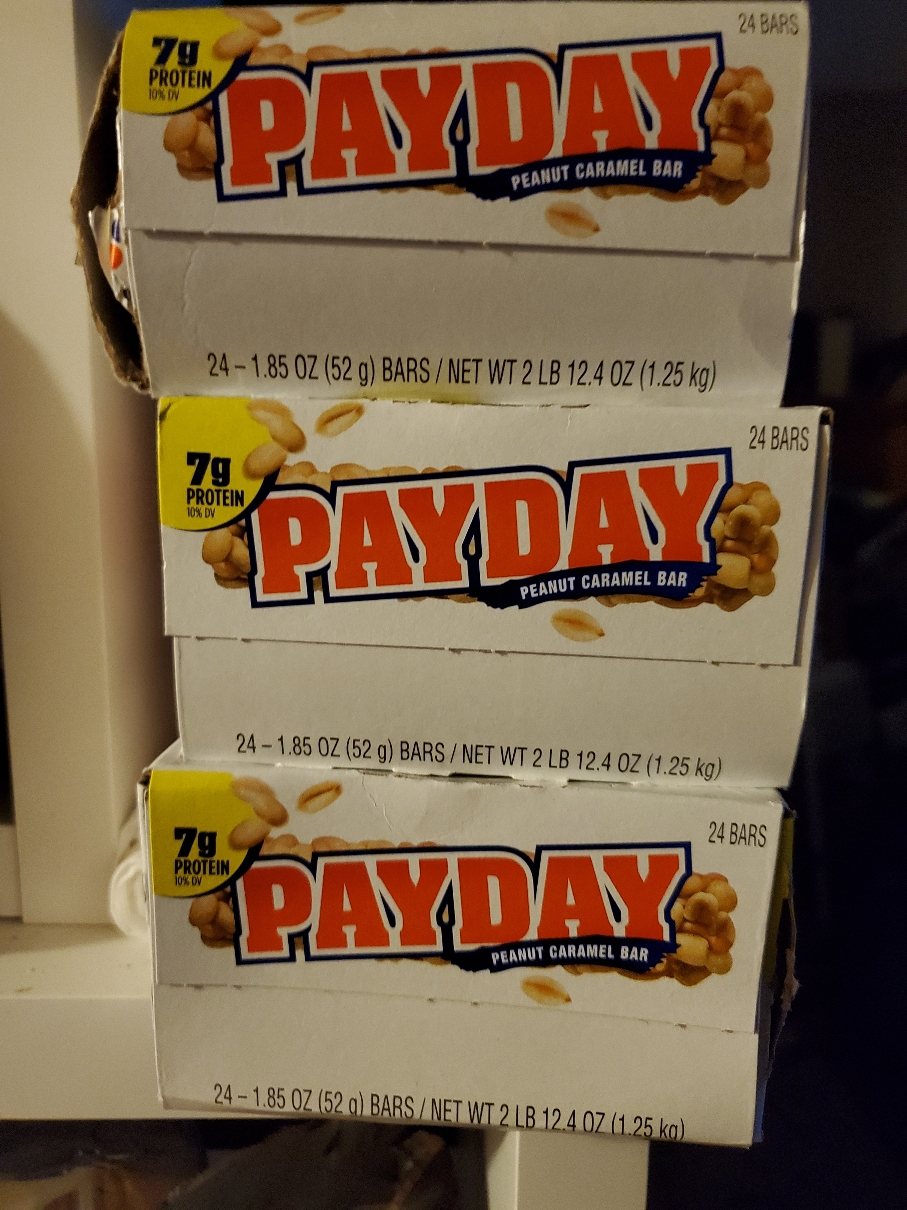 24 BARS
7g
PROTEIN
10% DV
PAYDAY
PEANUT CARAMEL BAR
24 – 1.85 OZ (52 g) BARS / NET WT 2 LB 12.4 OZ (1.25 kg)
24 BARS
7g
PROTEIN
10% DV
PAYDAY
PEANUT CARAMEL BAR
24 – 1.85 OZ (52 g) BARS / NET WT 2 LB 12.4 OZ (1.25 kg)
24 BARS
7g
PROTEIN
10% DV
PAYDAY
PEANUT CARAMEL BAR
24 – 1.85 OZ (52 g) BARS / NET WT 2 LB 12.4 OZ (1.25 kg)